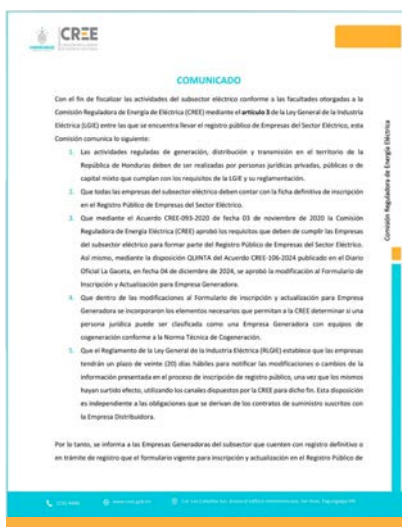 CREE
COMUNICADO
Con el fin de fiscalizar las actividades del subsector eléctrico conforme a las facultades otorgadas a la
Comisión Reguladora de Energía de Eléctrica (CREE) mediante el artículo 3 de la Ley General de la Industria
Eléctrica (LGIE) entre las que se encuentra llevar el registro público de Empresas del Sector Eléctrico, esta
Comisión comunica lo siguiente:
1. Las actividades reguladas de generación, distribución y transmisión en el territorio de la
República de Honduras deben de ser realizadas por personas jurídicas privadas, públicas o de
capital mixto que cumplan con los requisitos de la LGIE y su reglamentación.
2. Que todas las empresas del subsector eléctrico deben contar con la ficha definitiva de inscripción
en el Registro Público de Empresas del Sector Eléctrico.
3. Que mediante el Acuerdo CREE-093-2020 de fecha 03 de noviembre de 2020 la Comisión
Reguladora de Energía Eléctrica (CREE) aprobó los requisitos que deben de cumplir las Empresas
del subsector eléctrico para formar parte del Registro Público de Empresas del Sector Eléctrico.
Así mismo, mediante la disposición QUINTA del Acuerdo CREE-106-2024 publicado en el Diario
Oficial La Gaceta, en fecha 04 de diciembre de 2024, se aprobó la modificación al Formulario de
Inscripción y Actualización para Empresa Generadora.
4. Que dentro de las modificaciones al Formulario de inscripción y actualización para Empresa
Generadora se incorporaron los elementos necesarios que permitan a la CREE determinar si una
persona jurídica puede ser clasificada como una Empresa Generadora con equipos de
cogeneración conforme a la Norma Técnica de Cogeneración.
5. Que el Reglamento de la Ley General de la Industria Eléctrica (RLGIE) establece que las empresas
tendrán un plazo de veinte (20) días hábiles para notificar las modificaciones o cambios de la
información presentada en el proceso de inscripción de registro público, una vez que los mismos
hayan surtido efecto, utilizando los canales dispuestos por la CREE para dicho fin. Esta disposición
es independiente a las obligaciones que se derivan de los contratos de suministro suscritos con
la Empresa Distribuidora.
Por lo tanto, se informa a las Empresas Generadoras del subsector que cuenten con registro definitivo o
en trámite de registro que el formulario vigente para inscripción y actualización en el Registro Público de
Comisión Reguladora de Energía Eléctrica